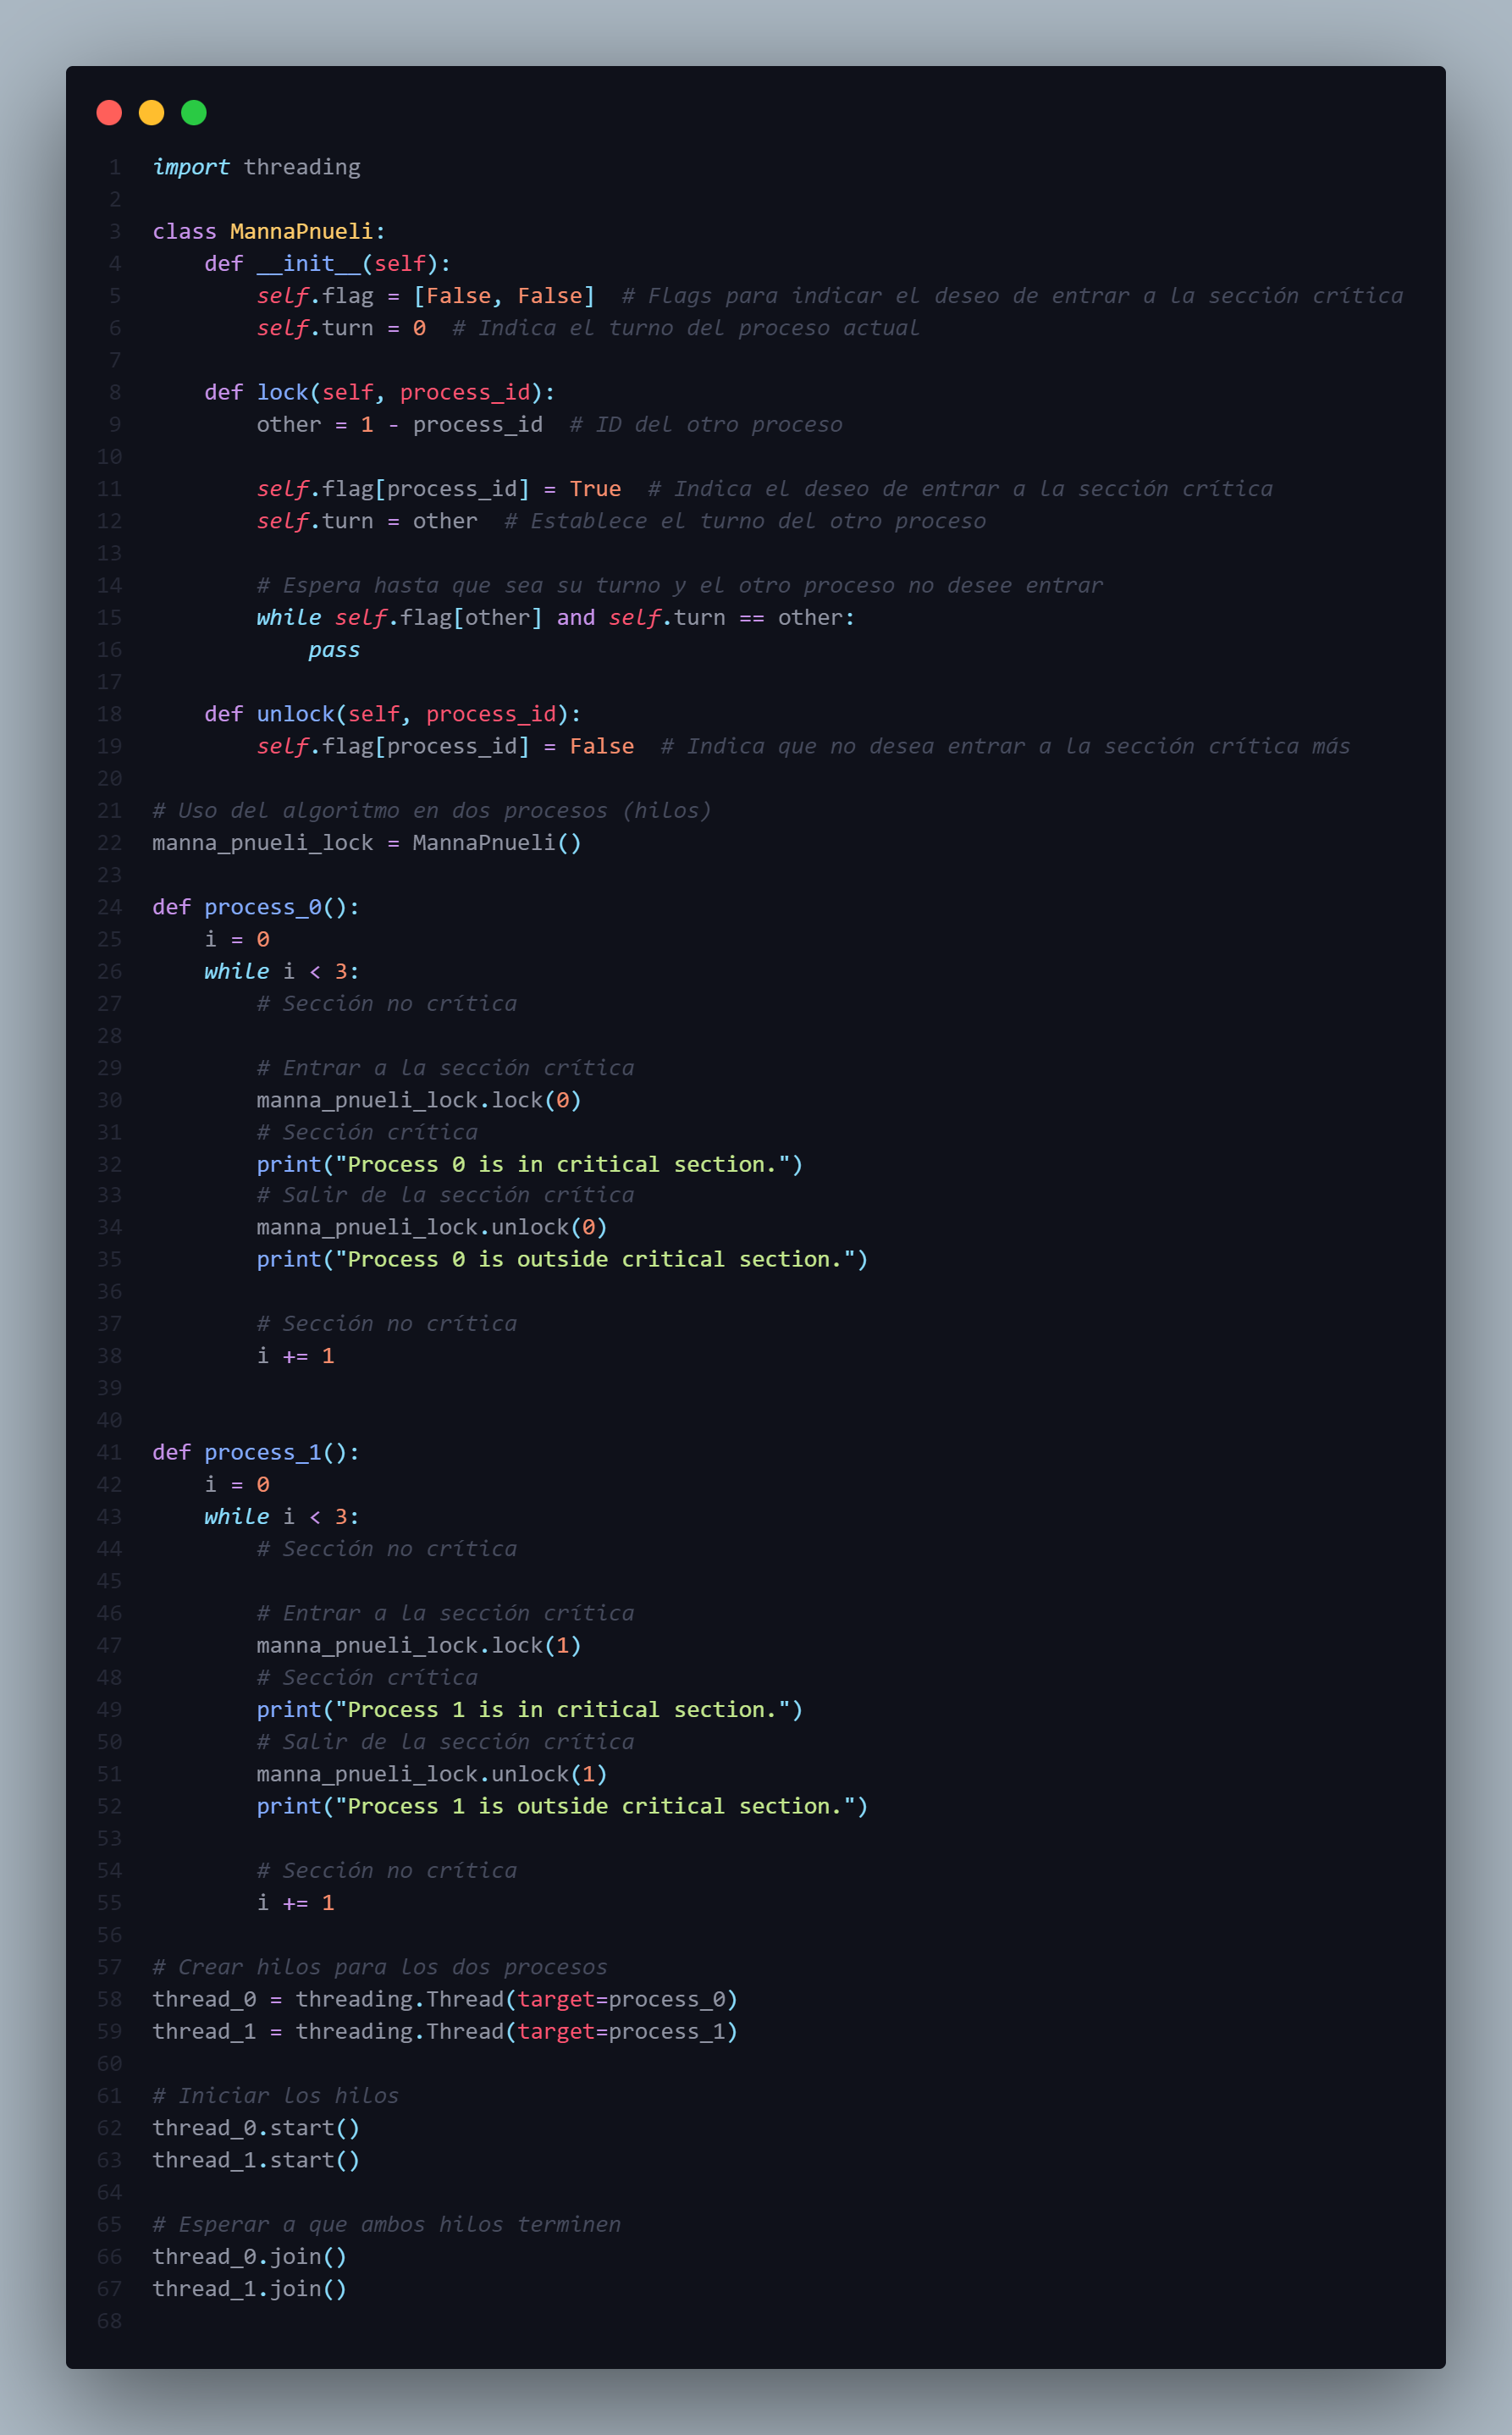 1 import threading
2
3 class MannaPnueli:
4     def __init__(self):
5         self.flag = [False, False]  # Flags para indicar el deseo de entrar a la sección crítica
6         self.turn = 0  # Indica el turno del proceso actual
7
8     def lock(self, process_id):
9         other = 1 - process_id  # ID del otro proceso
10
11         self.flag[process_id] = True  # Indica el deseo de entrar a la sección crítica
12         self.turn = other  # Establece el turno del otro proceso
13
14         # Espera hasta que sea su turno y el otro proceso no desee entrar
15         while self.flag[other] and self.turn == other:
16             pass
17
18     def unlock(self, process_id):
19         self.flag[process_id] = False  # Indica que no desea entrar a la sección crítica más
20
21 # Uso del algoritmo en dos procesos (hilos)
22 manna_pnueli_lock = MannaPnueli()
23
24 def process_0():
25     i = 0
26     while i < 3:
27         # Sección no crítica
28
29         # Entrar a la sección crítica
30         manna_pnueli_lock.lock(0)
31         # Sección crítica
32         print("Process 0 is in critical section.")
33         # Salir de la sección crítica
34         manna_pnueli_lock.unlock(0)
35         print("Process 0 is outside critical section.")
36
37         # Sección no crítica
38         i += 1
39
40
41 def process_1():
42     i = 0
43     while i < 3:
44         # Sección no crítica
45
46         # Entrar a la sección crítica
47         manna_pnueli_lock.lock(1)
48         # Sección crítica
49         print("Process 1 is in critical section.")
50         # Salir de la sección crítica
51         manna_pnueli_lock.unlock(1)
52         print("Process 1 is outside critical section.")
53
54         # Sección no crítica
55         i += 1
56
57 # Crear hilos para los dos procesos
58 thread_0 = threading.Thread(target=process_0)
59 thread_1 = threading.Thread(target=process_1)
60
61 # Iniciar los hilos
62 thread_0.start()
63 thread_1.start()
64
65 # Esperar a que ambos hilos terminen
66 thread_0.join()
67 thread_1.join()
68